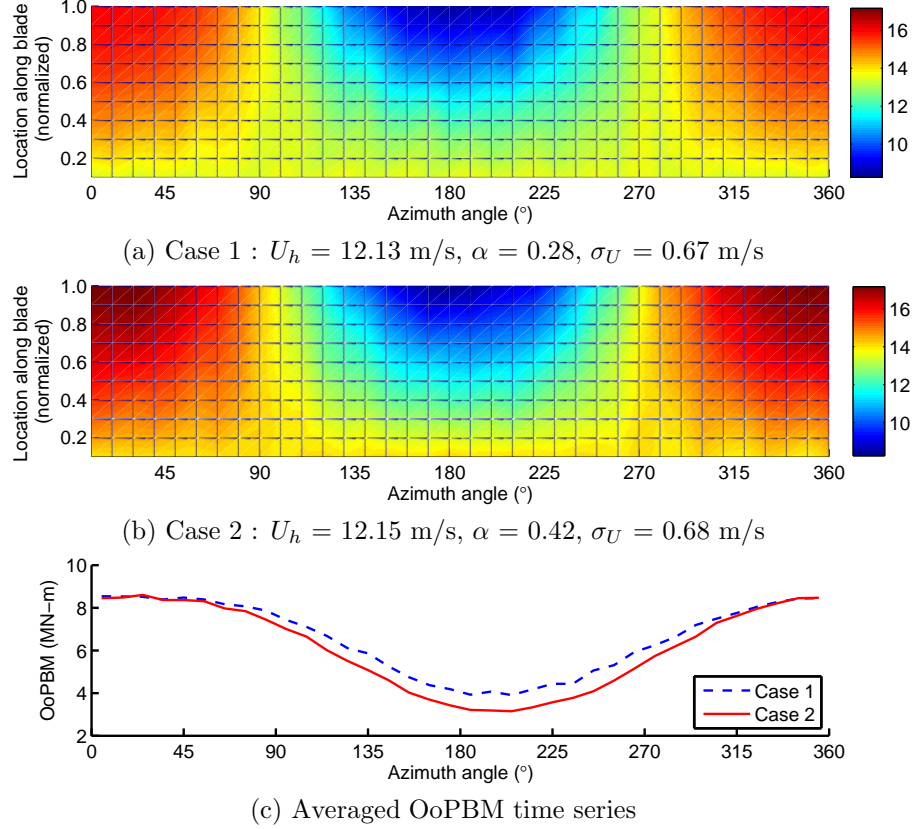 Location along blade
(normalized)
1.0
0.8
0.6
0.4
0.2
0 45 90 135 180 225 270 315 360
Azimuth angle (°)
16
14
12
10
(a) Case 1 : U_h = 12.13 m/s, α = 0.28, σ_U = 0.67 m/s
Location along blade
(normalized)
1.0
0.8
0.6
0.4
0.2
45 90 135 180 225 270 315 360
Azimuth angle (°)
16
14
12
10
(b) Case 2 : U_h = 12.15 m/s, α = 0.42, σ_U = 0.68 m/s
OoPBM (MN−m)
10
8
6
4
2
0 45 90 135 180 225 270 315 360
Azimuth angle (°)
Case 1
Case 2
(c) Averaged OoPBM time series